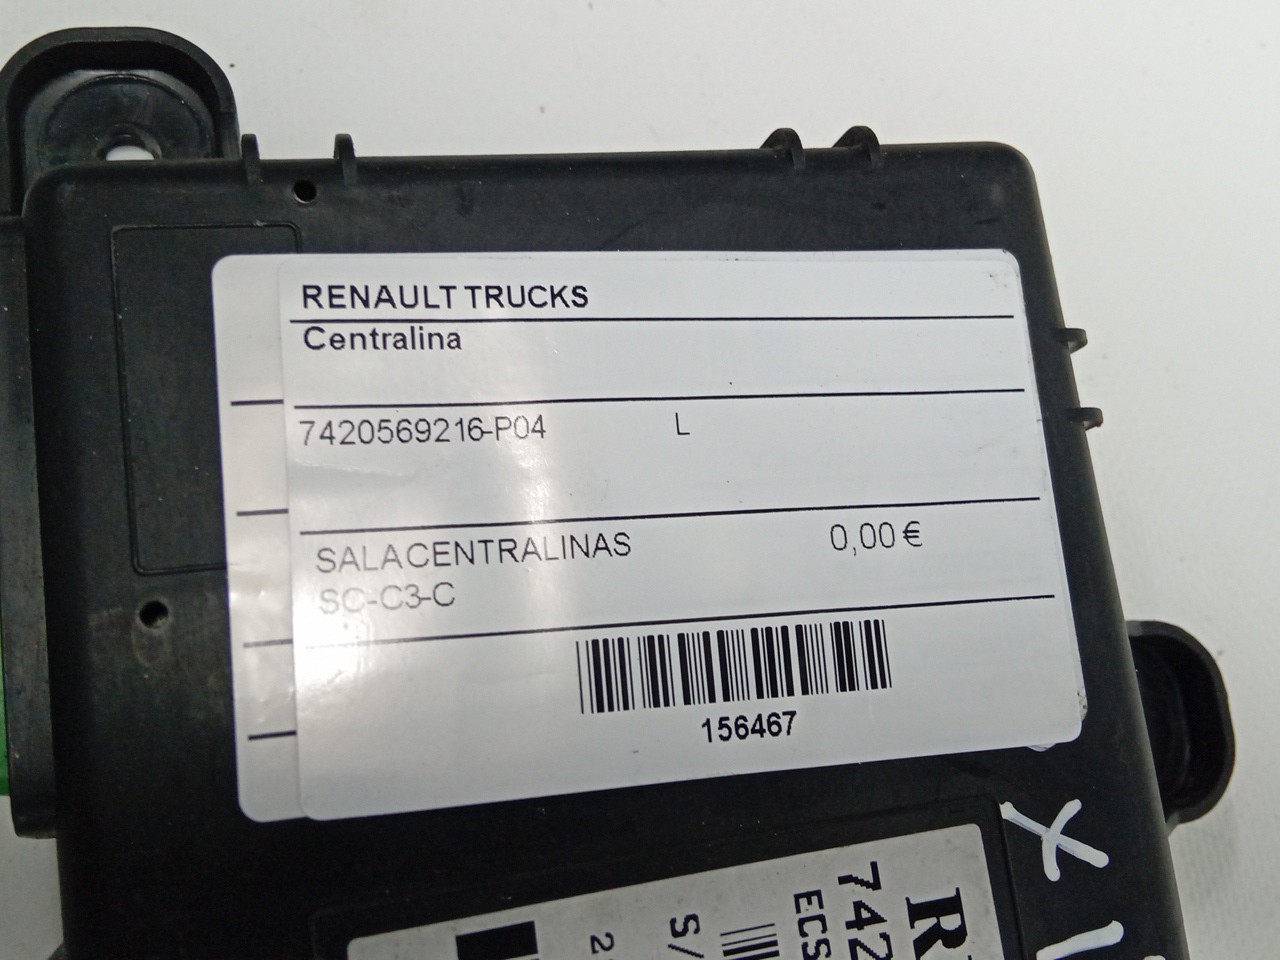 RENAULT TRUCKS
Centralina
7420569216-P04 L
SALACENTRALINAS 0,00 €
SC-C3-C
156467
X
742
ECS
S/